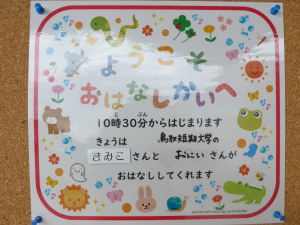 ようこそ
おはなしかいへ
10時30分からはじまります
きょうは 鳥取短期大学の
きみこ さんと おにい さんが
おはなししてくれます